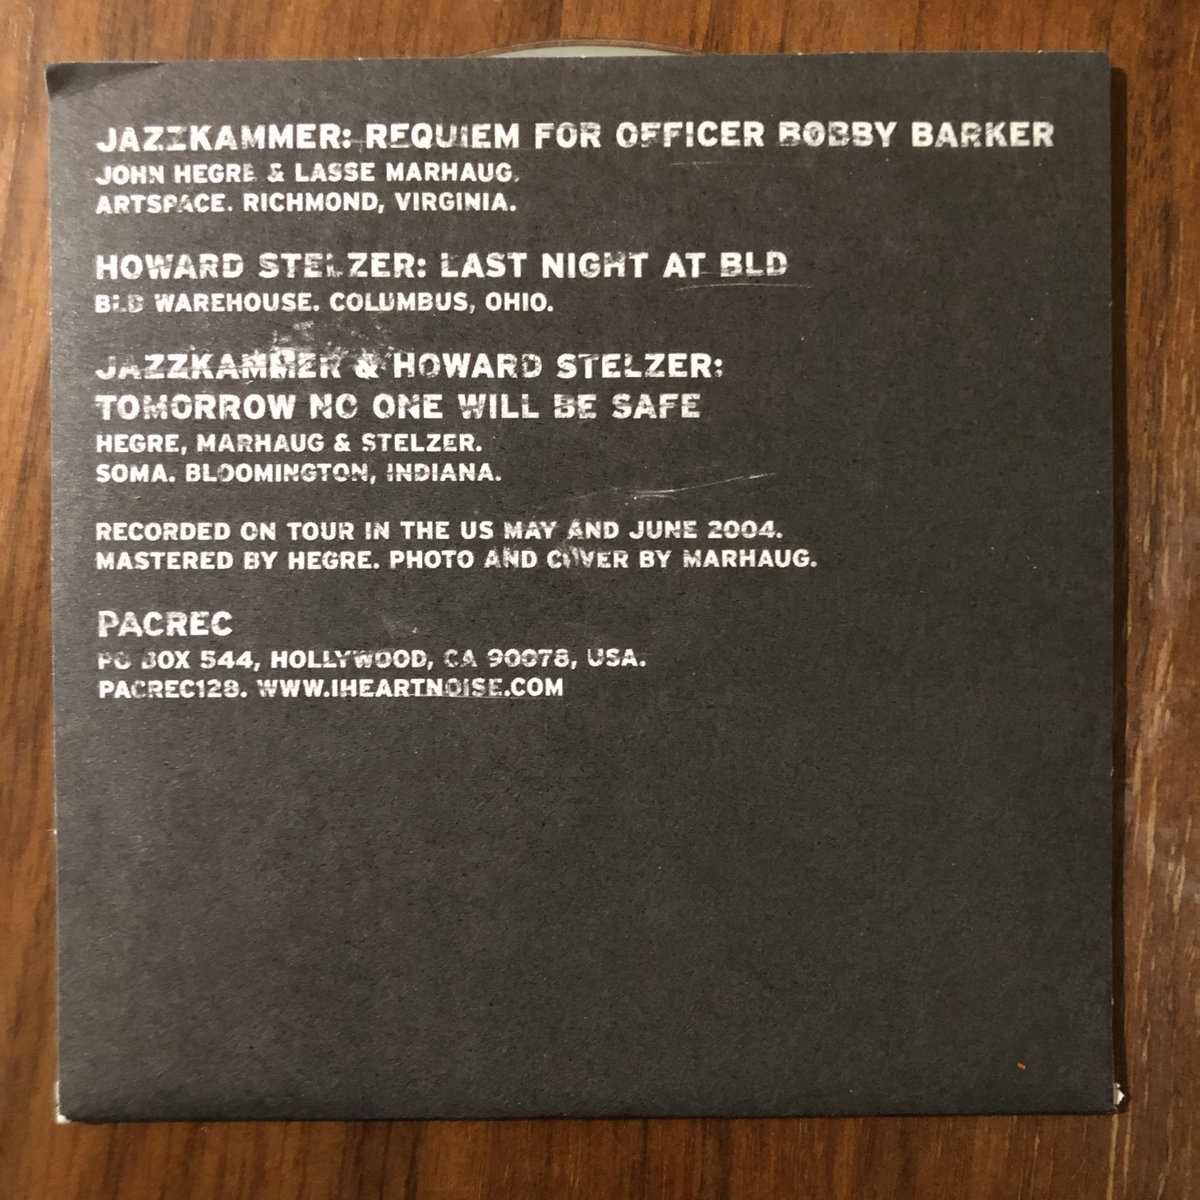 JAZZKAMMER: REQUIEM FOR OFFICER BOBBY BARKER
JOHN HEGRE & LASSE MARHAUG.
ARTSPACE. RICHMOND, VIRGINIA.
HOWARD STELZER: LAST NIGHT AT BLD
BLD WAREHOUSE. COLUMBUS, OHIO.
JAZZKAMMER & HOWARD STELZER:
TOMORROW NO ONE WILL BE SAFE
HEGRE, MARHAUG & STELZER.
SOMA. BLOOMINGTON, INDIANA.
RECORDED ON TOUR IN THE US MAY AND JUNE 2004.
MASTERED BY HEGRE. PHOTO AND COVER BY MARHAUG.
PACREC
PO BOX 544, HOLLYWOOD, CA 90078, USA.
PACREC128. WWW.IHEARTNOISE.COM